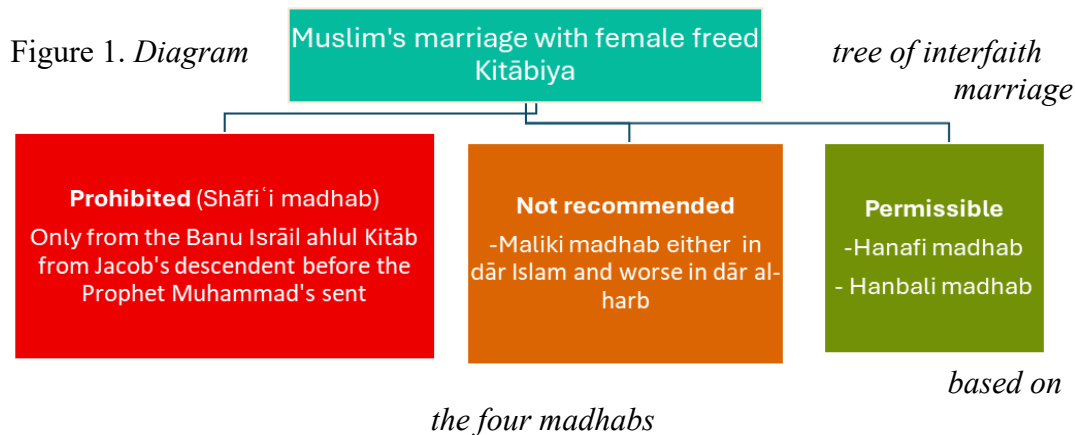 Figure 1. Diagram
tree of interfaith
marriage
Muslim's marriage with female freed
Kitābiya
Prohibited (Shāfiʿi madhab)
Only from the Banu Isrāil ahlul Kitāb
from Jacob's descendent before the
Prophet Muhammad's sent
Not recommended
-Maliki madhab either in
dār Islam and worse in dār al-
harb
Permissible
-Hanafi madhab
- Hanbali madhab
based on
the four madhabs